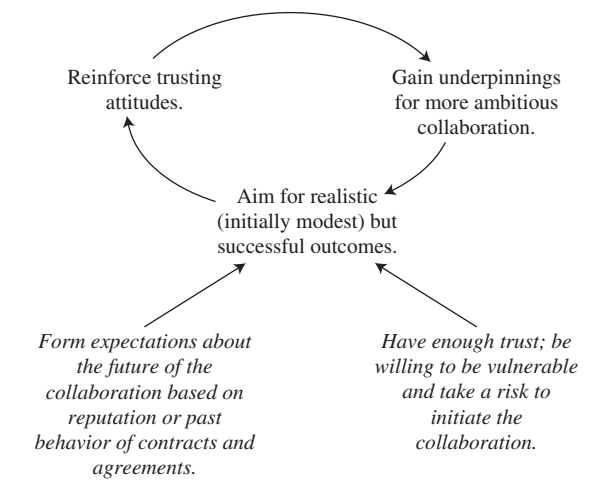 Reinforce trusting
attitudes.
Gain underpinnings
for more ambitious
collaboration.
Aim for realistic
(initially modest) but
successful outcomes.
Form expectations about
the future of the
collaboration based on
reputation or past
behavior of contracts and
agreements.
Have enough trust; be
willing to be vulnerable
and take a risk to
initiate the
collaboration.